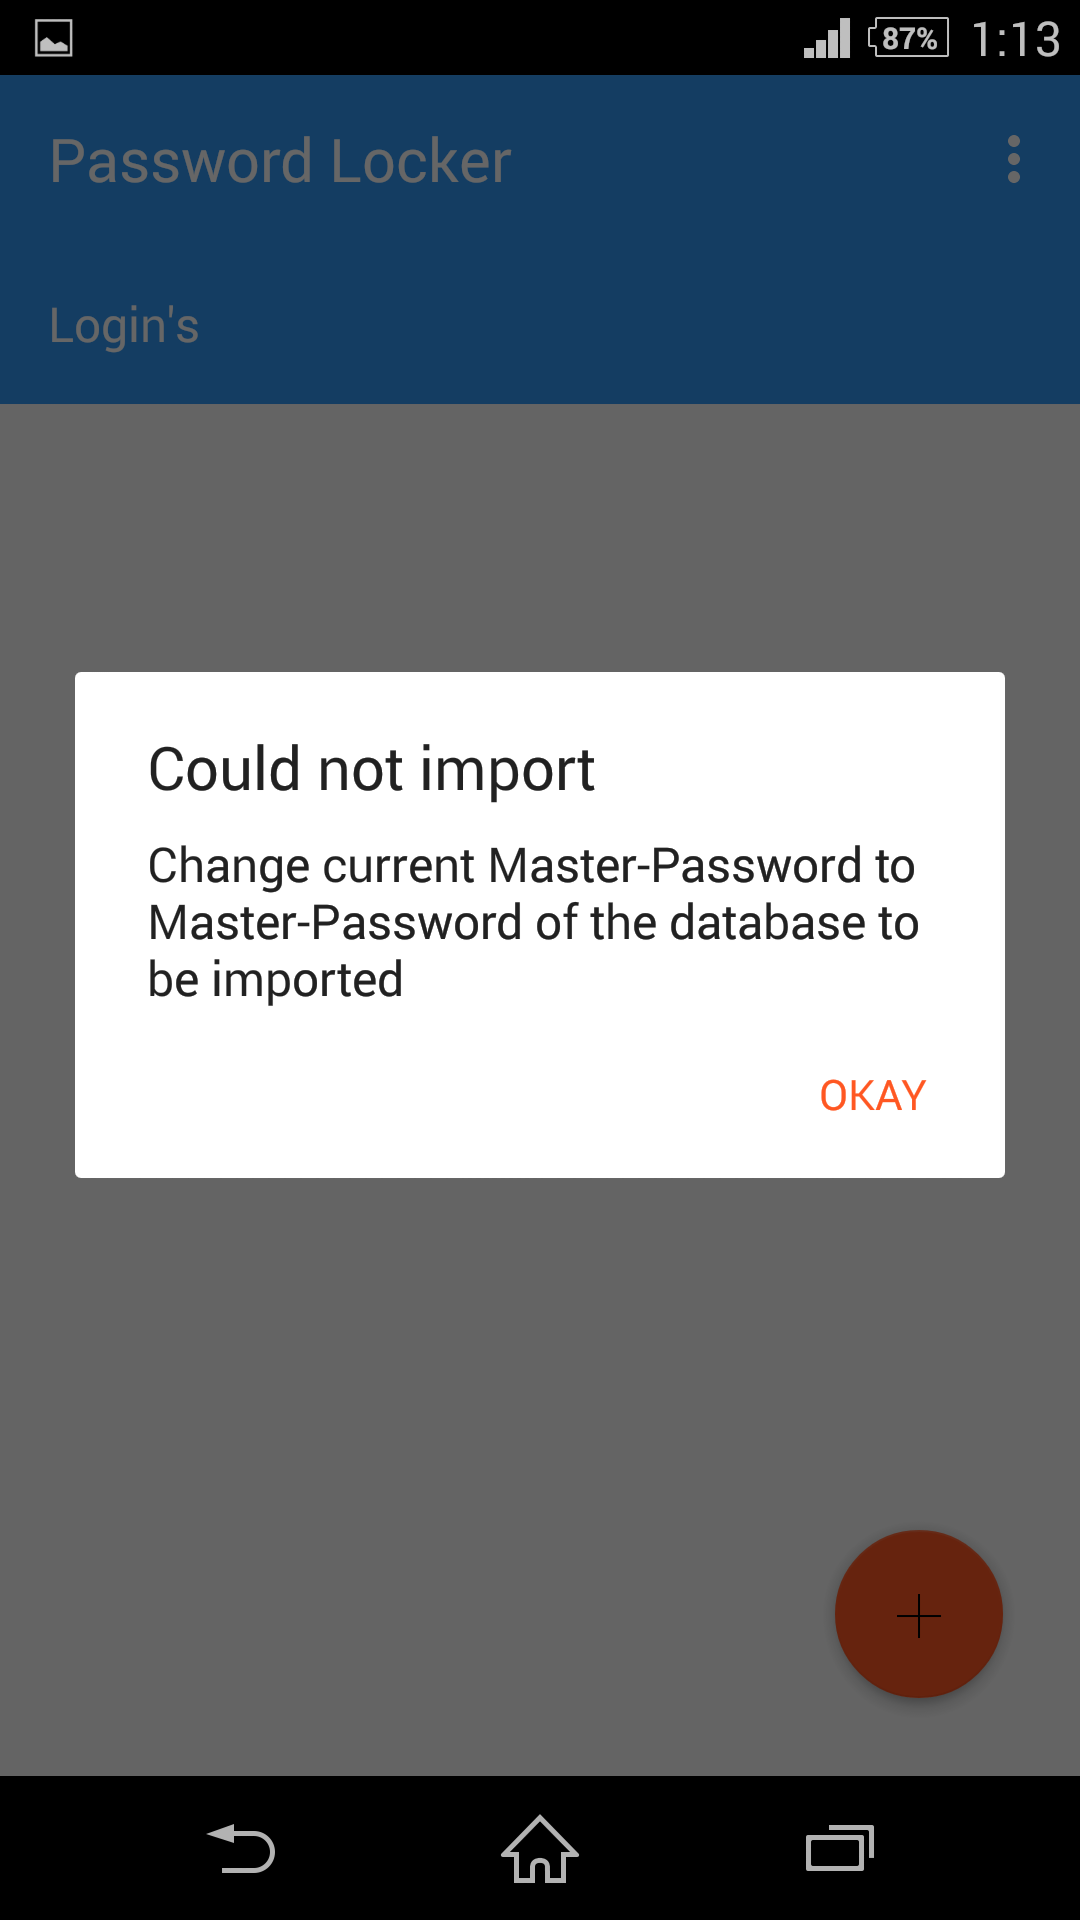 87% 1:13
Password Locker
Login's
Could not import
Change current Master-Password to
Master-Password of the database to
be imported
OKAY